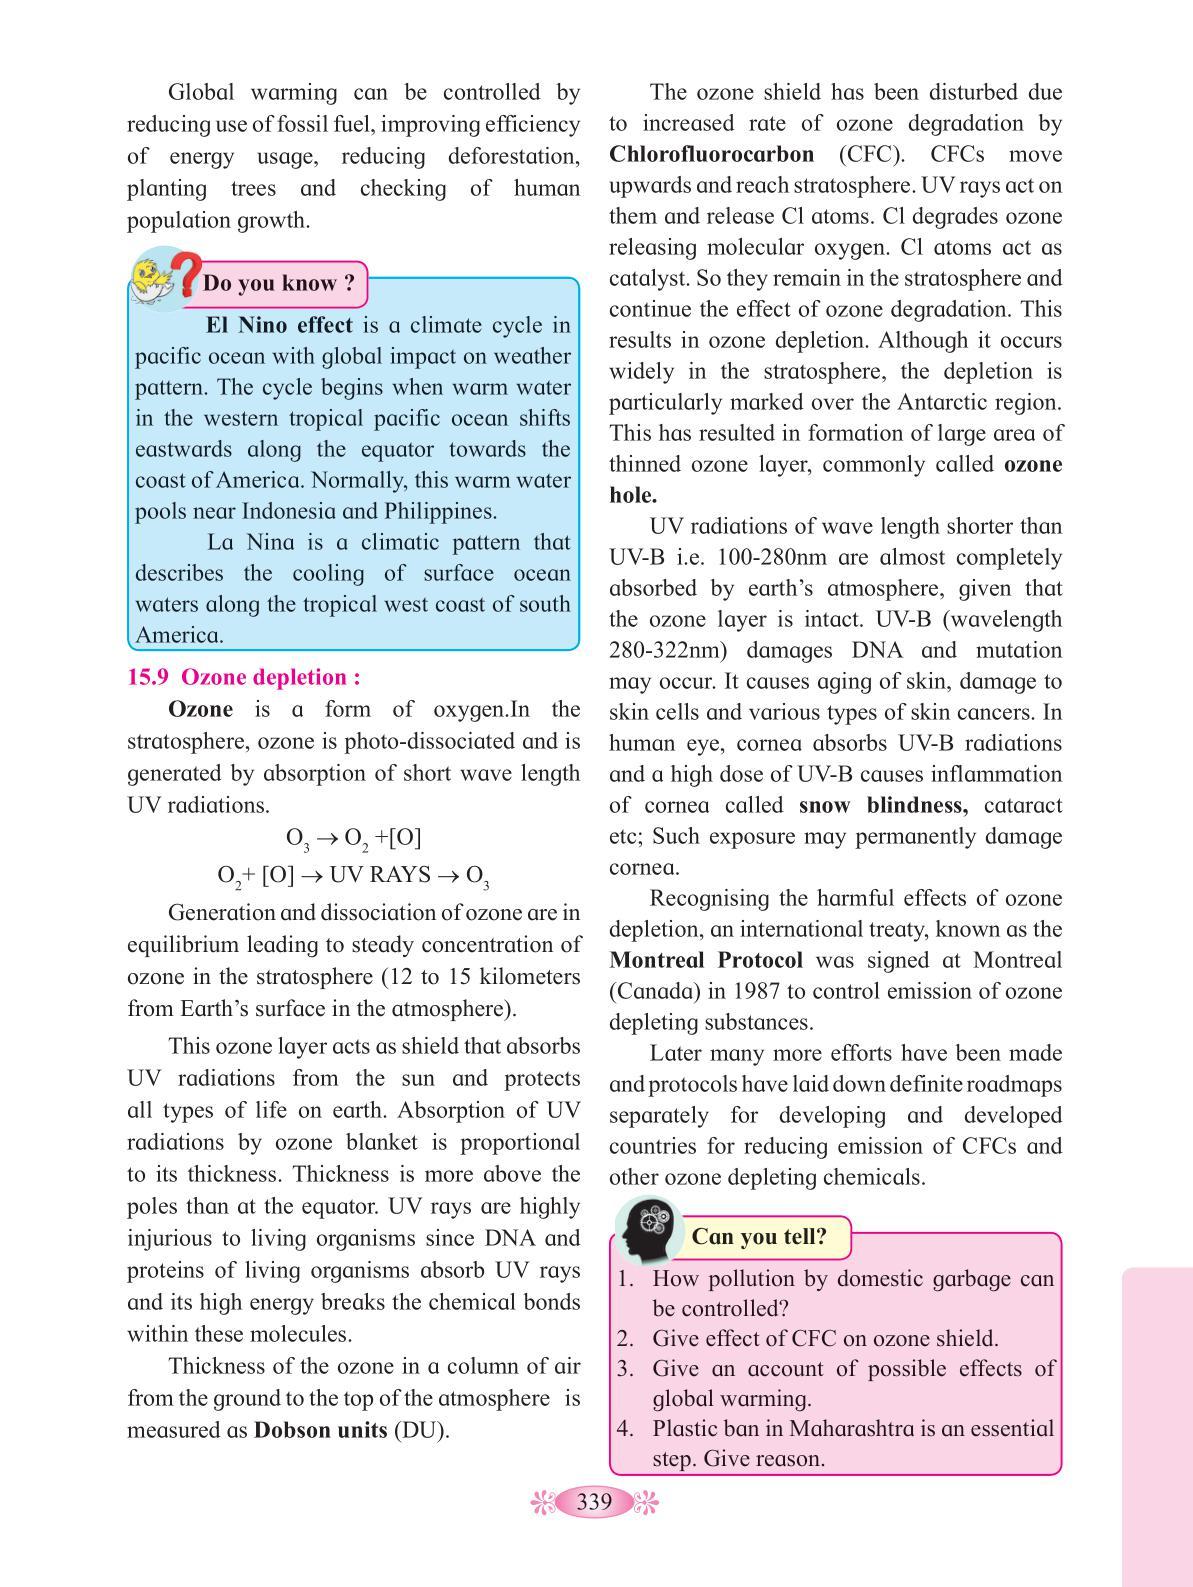 Global warming can be controlled by
reducing use of fossil fuel, improving efficiency
of energy usage, reducing deforestation,
planting trees and checking of human
population growth.
Do you know ?
El Nino effect is a climate cycle in
pacific ocean with global impact on weather
pattern. The cycle begins when warm water
in the western tropical pacific ocean shifts
eastwards along the equator towards the
coast of America. Normally, this warm water
pools near Indonesia and Philippines.
La Nina is a climatic pattern that
describes the cooling of surface ocean
waters along the tropical west coast of south
America.
15.9 Ozone depletion :
Ozone is a form of oxygen.In the
stratosphere, ozone is photo-dissociated and is
generated by absorption of short wave length
UV radiations.
O₃ → O₂ +[O]
O₂+ [O] → UV RAYS → O₃
Generation and dissociation of ozone are in
equilibrium leading to steady concentration of
ozone in the stratosphere (12 to 15 kilometers
from Earth's surface in the atmosphere).
This ozone layer acts as shield that absorbs
UV radiations from the sun and protects
all types of life on earth. Absorption of UV
radiations by ozone blanket is proportional
to its thickness. Thickness is more above the
poles than at the equator. UV rays are highly
injurious to living organisms since DNA and
proteins of living organisms absorb UV rays
and its high energy breaks the chemical bonds
within these molecules.
Thickness of the ozone in a column of air
from the ground to the top of the atmosphere is
measured as Dobson units (DU).
The ozone shield has been disturbed due
to increased rate of ozone degradation by
Chlorofluorocarbon (CFC). CFCs move
upwards and reach stratosphere. UV rays act on
them and release Cl atoms. Cl degrades ozone
releasing molecular oxygen. Cl atoms act as
catalyst. So they remain in the stratosphere and
continue the effect of ozone degradation. This
results in ozone depletion. Although it occurs
widely in the stratosphere, the depletion is
particularly marked over the Antarctic region.
This has resulted in formation of large area of
thinned ozone layer, commonly called ozone
hole.
UV radiations of wave length shorter than
UV-B i.e. 100-280nm are almost completely
absorbed by earth's atmosphere, given that
the ozone layer is intact. UV-B (wavelength
280-322nm) damages DNA and mutation
may occur. It causes aging of skin, damage to
skin cells and various types of skin cancers. In
human eye, cornea absorbs UV-B radiations
and a high dose of UV-B causes inflammation
of cornea called snow blindness, cataract
etc; Such exposure may permanently damage
cornea.
Recognising the harmful effects of ozone
depletion, an international treaty, known as the
Montreal Protocol was signed at Montreal
(Canada) in 1987 to control emission of ozone
depleting substances.
Later many more efforts have been made
and protocols have laid down definite roadmaps
separately for developing and developed
countries for reducing emission of CFCs and
other ozone depleting chemicals.
Can you tell?
1. How pollution by domestic garbage can
be controlled?
2. Give effect of CFC on ozone shield.
3. Give an account of possible effects of
global warming.
4. Plastic ban in Maharashtra is an essential
step. Give reason.
339